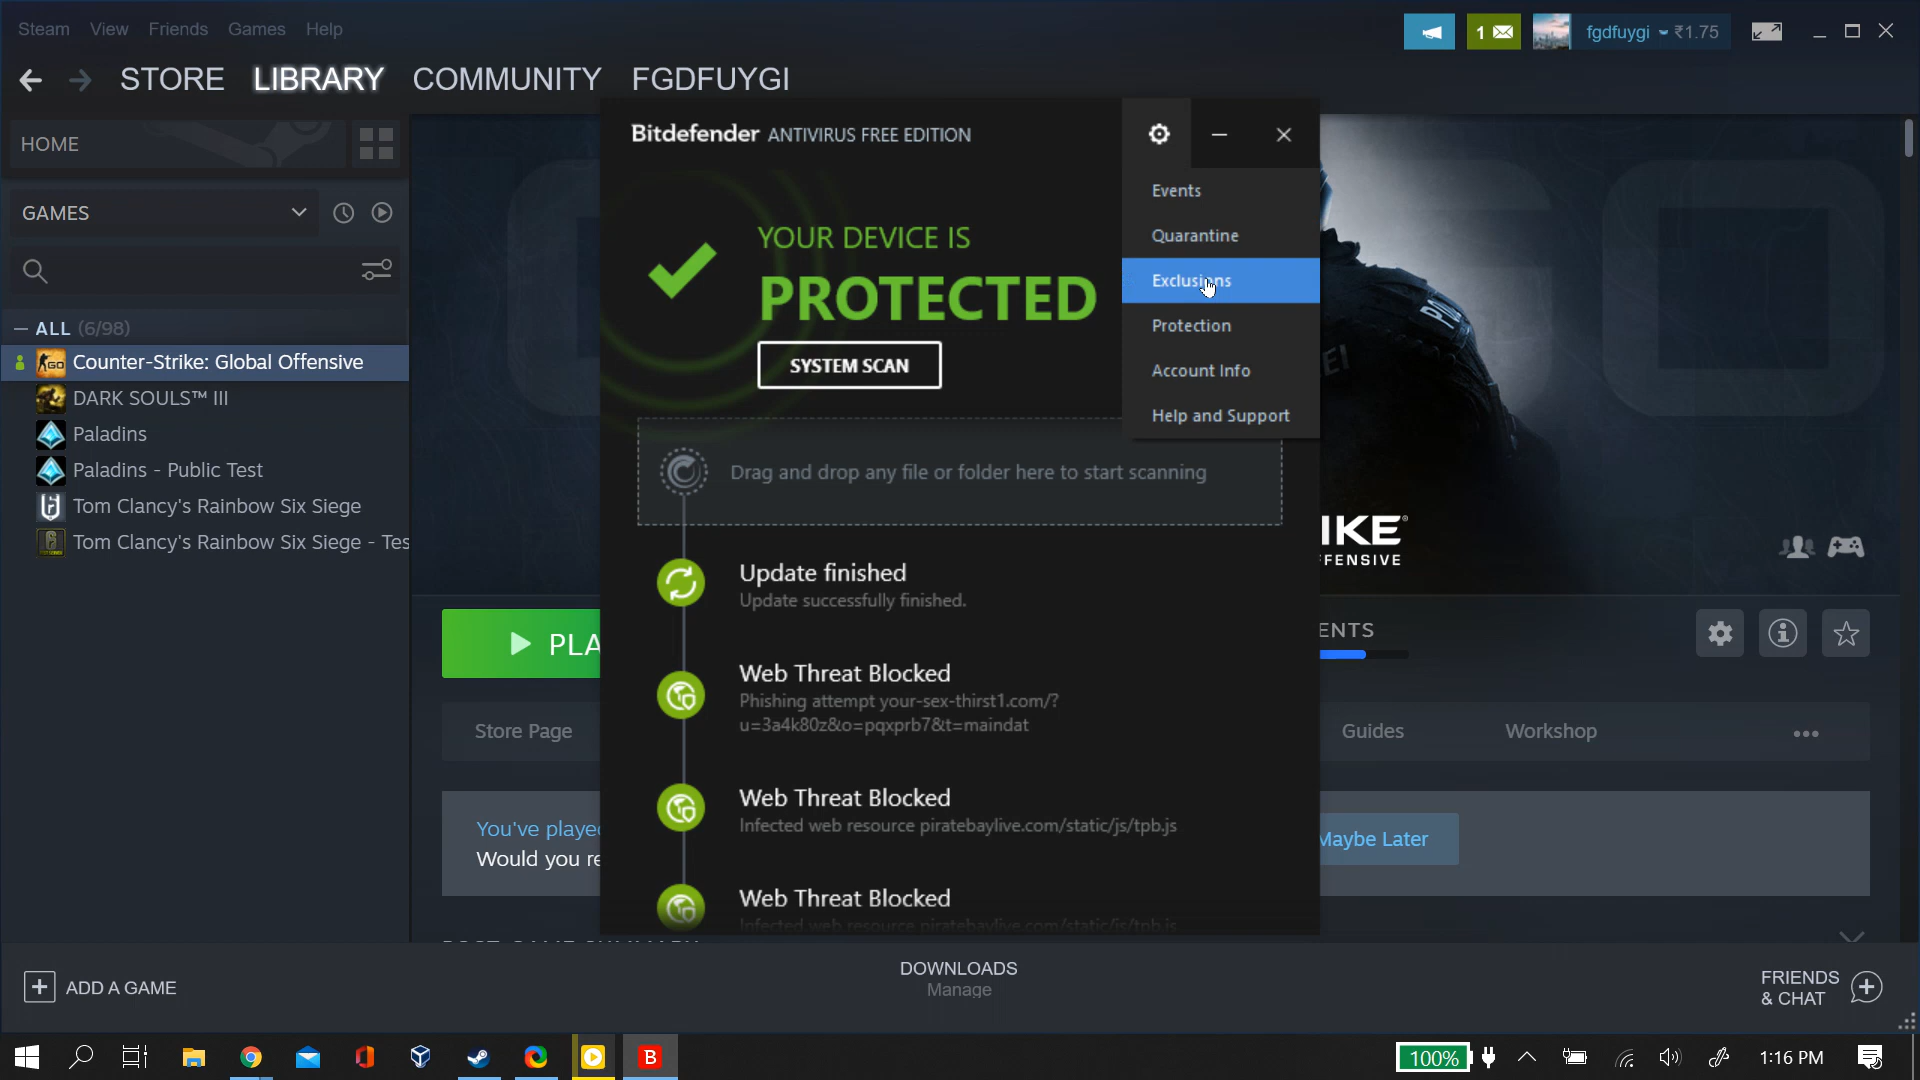 Steam View Friends Games Help
1
fgdfuygi ₹1.75
STORE LIBRARY COMMUNITY FGDFUYGI
HOME
GAMES
ALL (6/98)
Counter-Strike: Global Offensive
DARK SOULS™ III
Paladins
Paladins - Public Test
Tom Clancy's Rainbow Six Siege
Tom Clancy's Rainbow Six Siege - Tes
Bitdefender ANTIVIRUS FREE EDITION
YOUR DEVICE IS
PROTECTED
SYSTEM SCAN
Events
Quarantine
Exclusions
Protection
Account Info
Help and Support
Drag and drop any file or folder here to start scanning
Update finished
Update successfully finished.
Web Threat Blocked
Phishing attempt your-sex-thirst1.com/?
u=3a4k80z&o=pqxprb7&t=maindat
Web Threat Blocked
Infected web resource piratebaylive.com/static/js/tpb.js
Web Threat Blocked
Infected web resource piratebaylive.com/static/js/tpb.js
IKE
FENSIVE
PLA
ENTS
Store Page
Guides
Workshop
You've played
Would you re
Maybe Later
ADD A GAME
DOWNLOADS
Manage
FRIENDS
& CHAT
100%
1:16 PM